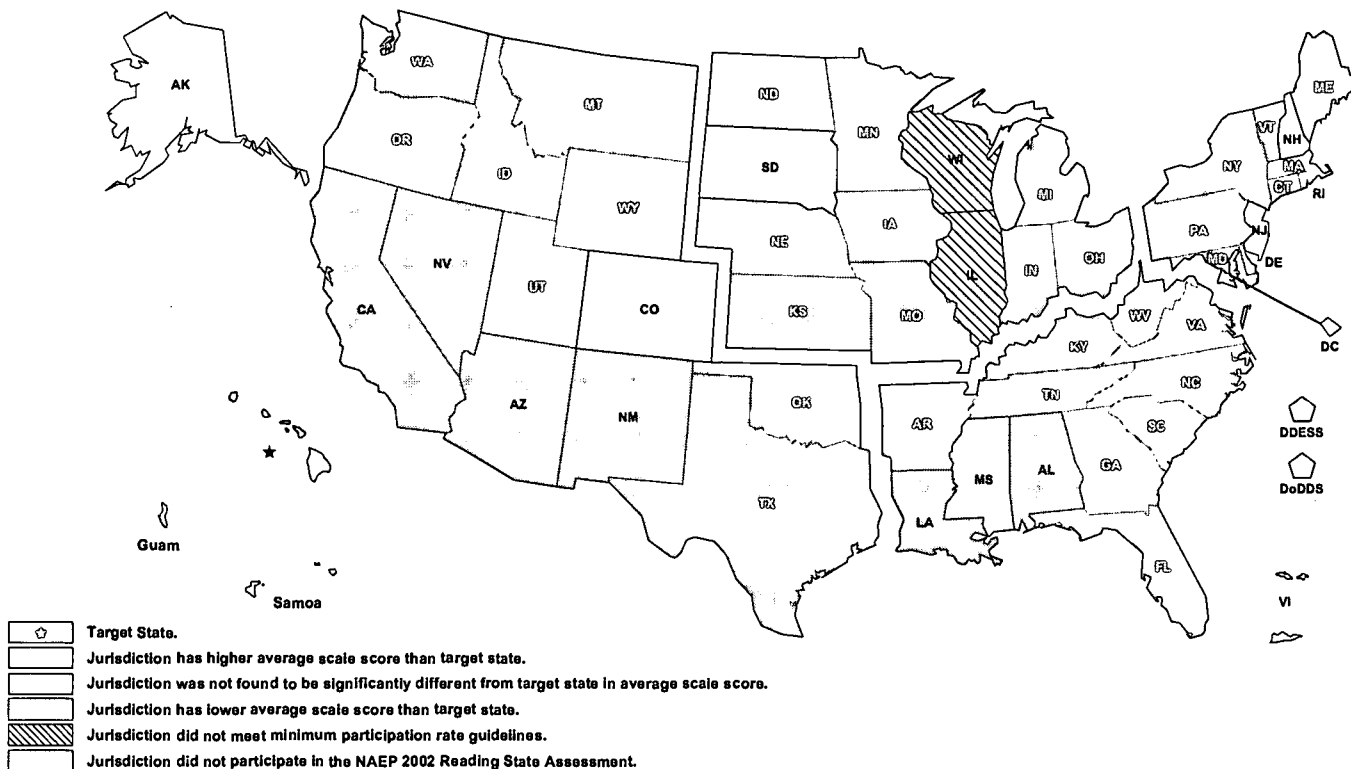 AK
WA
MT
ND
MN
ME
OR
ID
SD
WI
VT
NH
NY
MA
WY
MI
CT
RI
IA
PA
NJ
NE
NV
OH
MD
DE
IN
UT
IL
CA
CO
KS
MO
WV
VA
DC
KY
NC
TN
AZ
NM
OK
AR
SC
DDESS
MS
AL
GA
DoDDS
TX
LA
Guam
FL
Samoa
VI
Target State.
Jurisdiction has higher average scale score than target state.
Jurisdiction was not found to be significantly different from target state in average scale score.
Jurisdiction has lower average scale score than target state.
Jurisdiction did not meet minimum participation rate guidelines.
Jurisdiction did not participate in the NAEP 2002 Reading State Assessment.